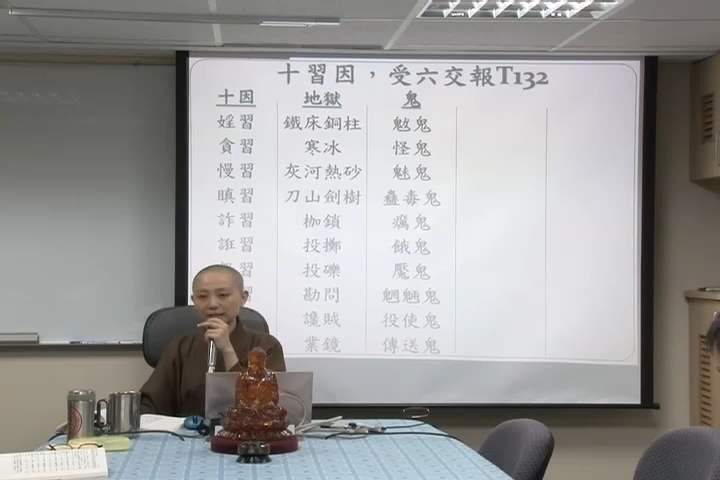 十習因，受六交報T132
十因 地獄 鬼
婬習 鐵床銅柱 魃鬼
貪習 寒冰 怪鬼
慢習 灰河熱砂 魅鬼
瞋習 刀山劍樹 蠱毒鬼
詐習 枷鎖 癘鬼
誑習 投擲 餓鬼
習 投礫 魘鬼
勘問 魍魎鬼
讒賊 役使鬼
業鏡 傳送鬼